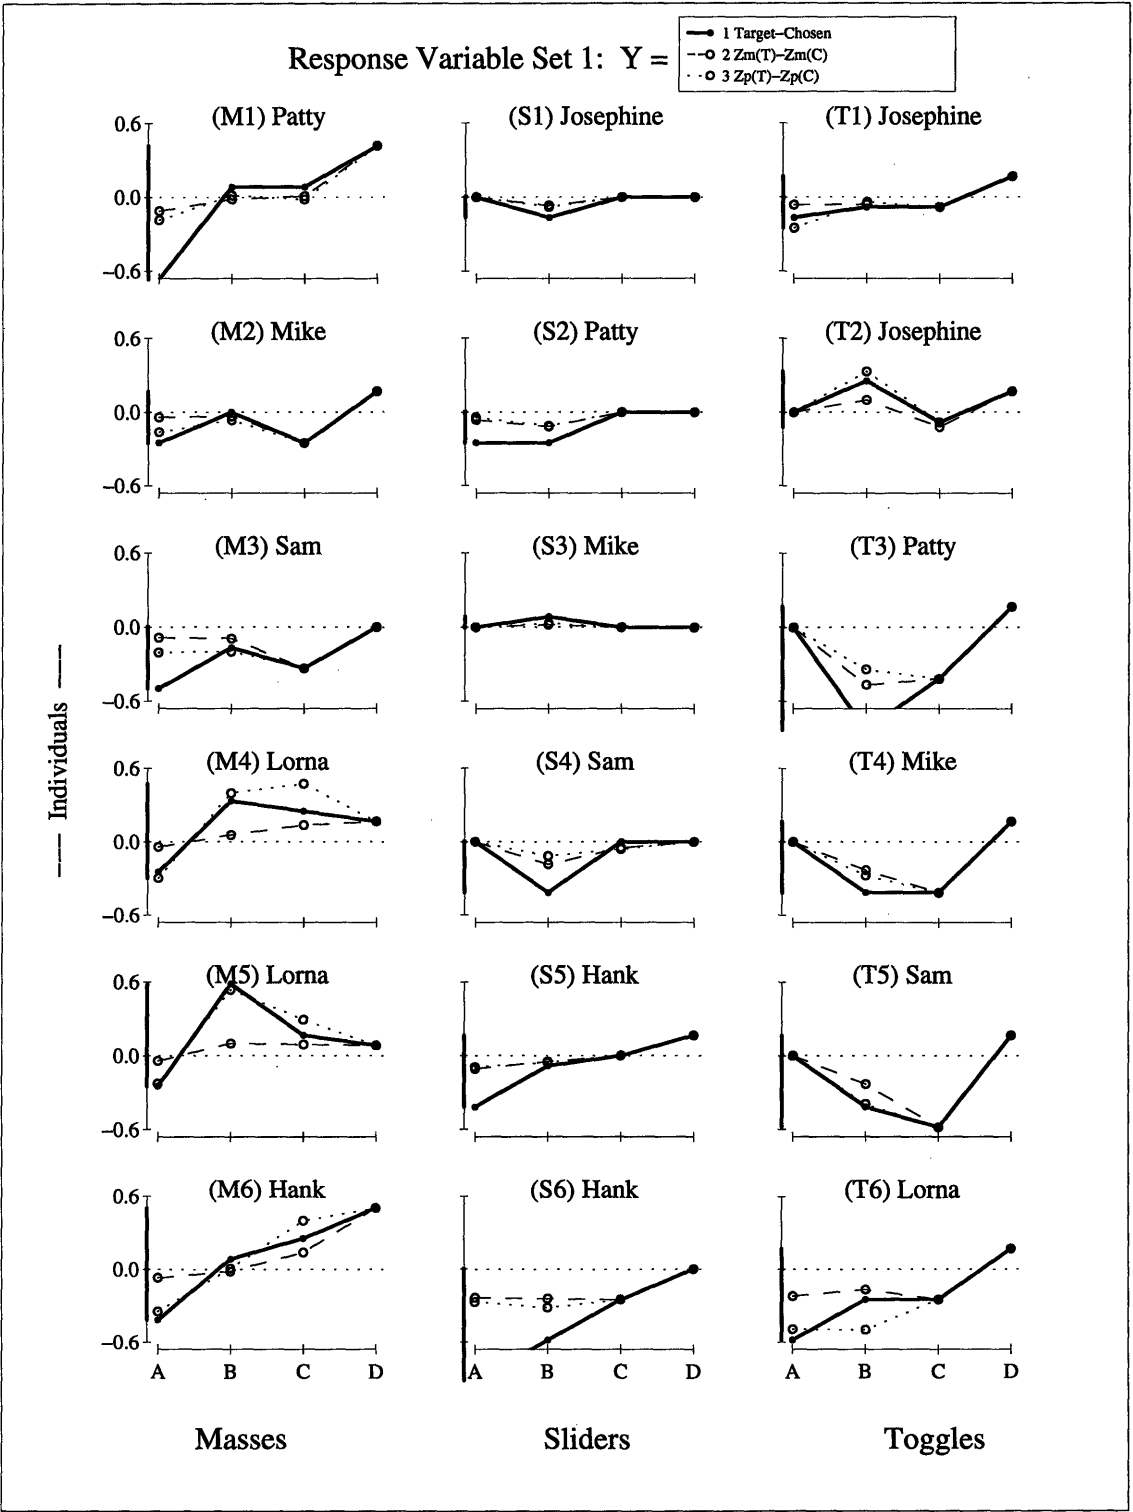 Response Variable Set 1: Y =
1 Target–Chosen
2 Zm(T)–Zm(C)
3 Zp(T)–Zp(C)
(M1) Patty (S1) Josephine (T1) Josephine
0.6
0.0
–0.6
(M2) Mike (S2) Patty (T2) Josephine
0.6
0.0
–0.6
(M3) Sam (S3) Mike (T3) Patty
0.6
0.0
–0.6
Individuals
(M4) Lorna (S4) Sam (T4) Mike
0.6
0.0
–0.6
(M5) Lorna (S5) Hank (T5) Sam
0.6
0.0
–0.6
(M6) Hank (S6) Hank (T6) Lorna
0.6
0.0
–0.6
A B C D A B C D A B C D
Masses Sliders Toggles